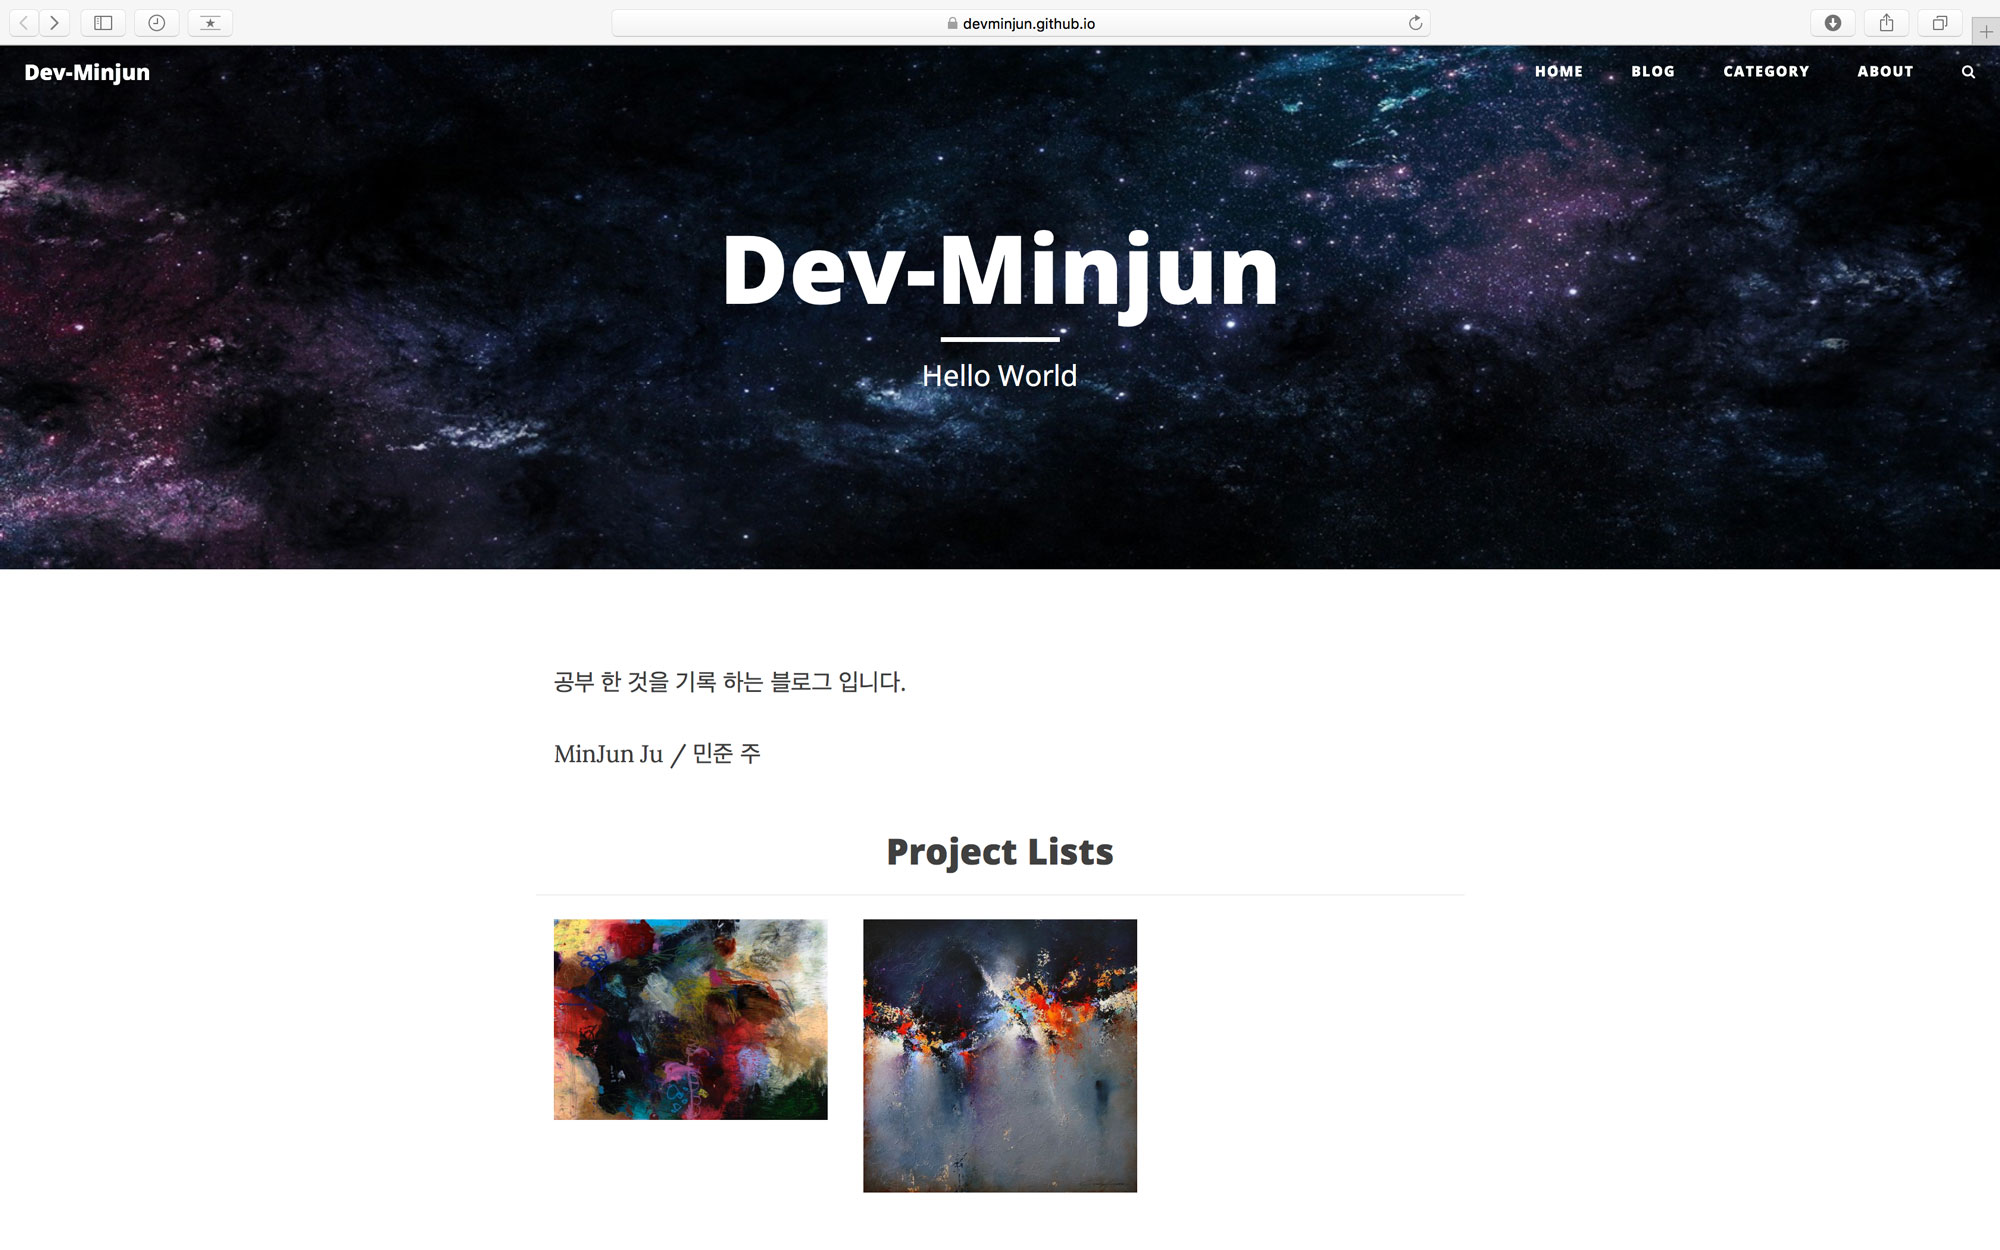 devminjun.github.io
Dev-Minjun
HOME BLOG CATEGORY ABOUT
Dev-Minjun
Hello World
공부 한 것을 기록 하는 블로그 입니다.
MinJun Ju / 민준 주
Project Lists